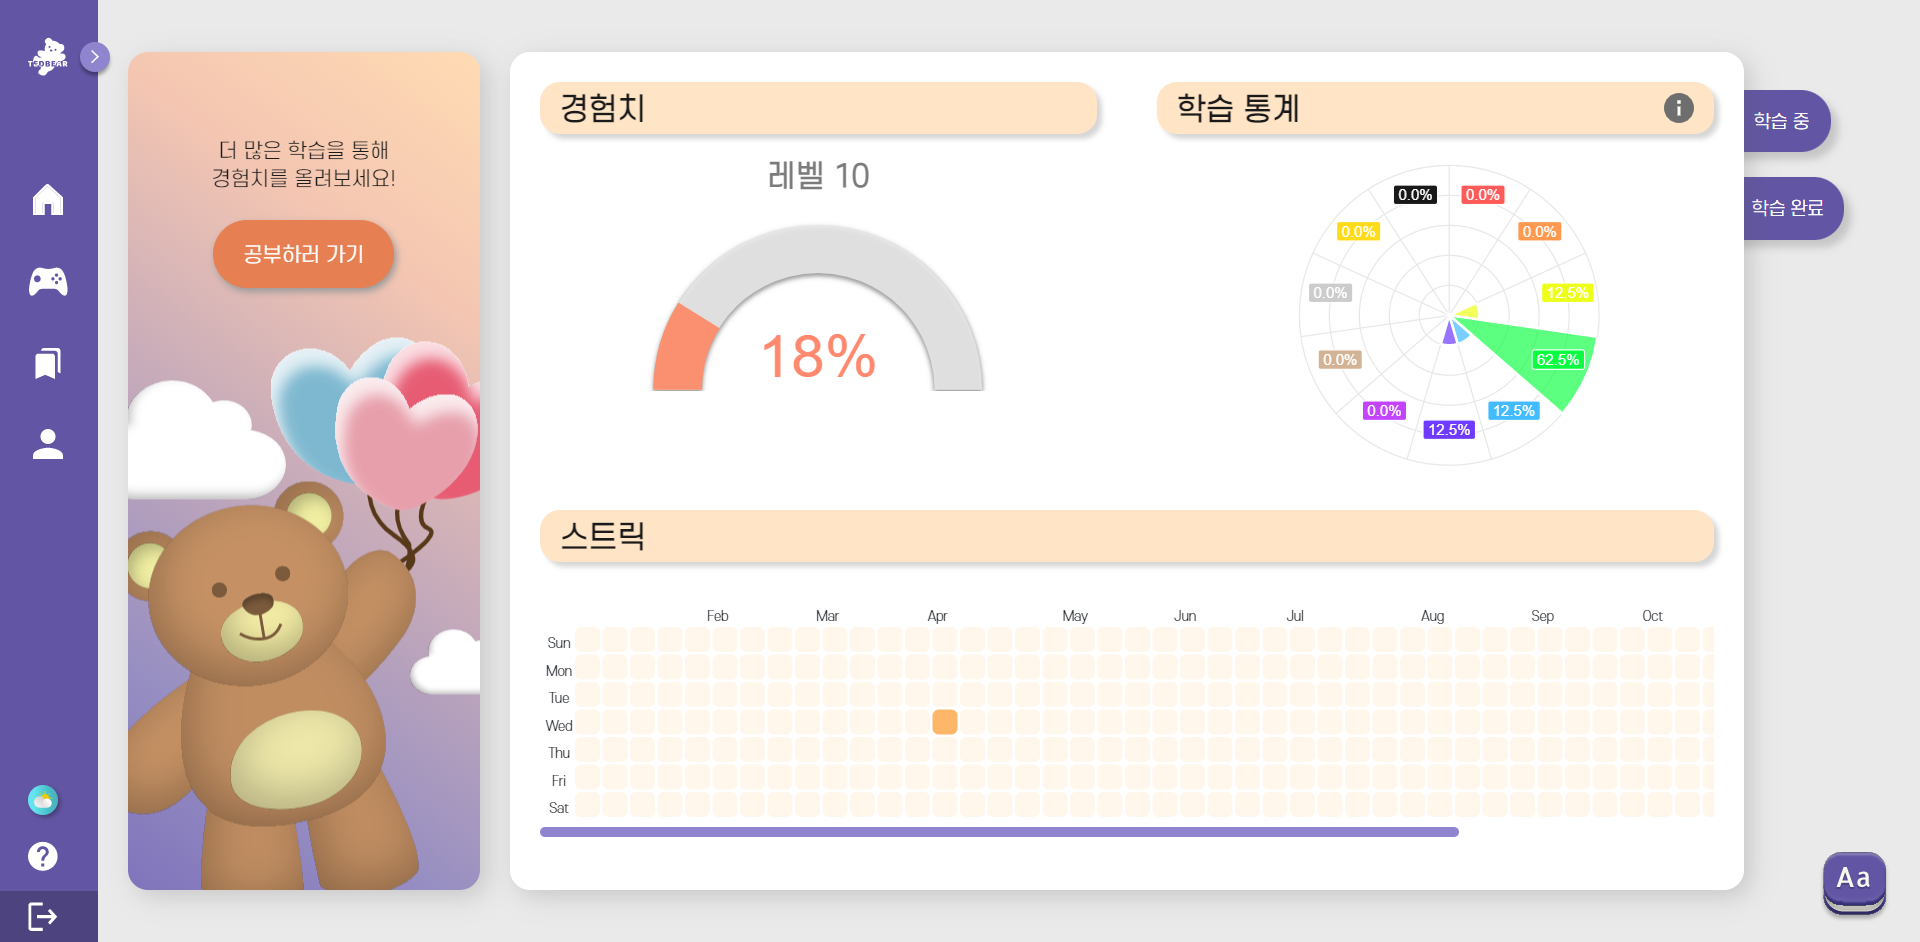 TEDBEAR
더 많은 학습을 통해
경험치를 올려보세요!
공부하러 가기
경험치
레벨 10
18%
학습 통계
0.0%
0.0%
0.0%
0.0%
0.0%
12.5%
0.0%
62.5%
0.0%
12.5%
12.5%
학습 중
학습 완료
스트릭
Feb Mar Apr May Jun Jul Aug Sep Oct
Sun
Mon
Tue
Wed
Thu
Fri
Sat
Aa